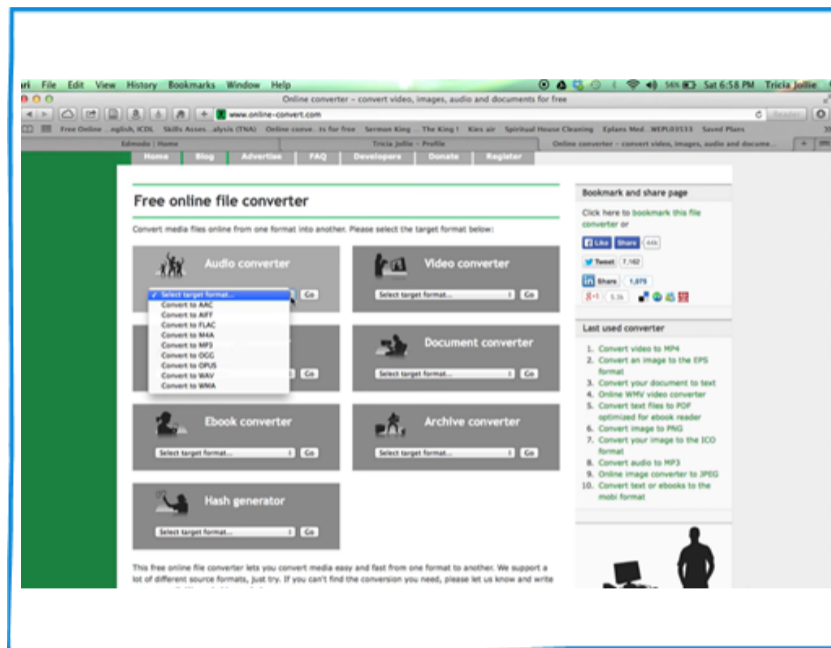 ari File Edit View History Bookmarks Window Help 56% Sat 6:58 PM Tricia Jollie
Online converter – convert video, images, audio and documents for free
www.online-convert.com Reader
Free Online ...nglish, ICDL Skills Asses...alysis (TNA) Online conve...ts for free Sermon King ... The King ! Kies air Spiritual House Cleaning Eplans Med...WEPL03533 Saved Plans
Edmodo | Home Tricia Jollie – Profile Online converter – convert video, images, audio and docume...
Home Blog Advertise FAQ Developers Donate Register
Free online file converter
Convert media files online from one format into another. Please select the target format below:
Audio converter
Select target format... Go
Convert to AAC
Convert to AIFF
Convert to FLAC
Convert to M4A
Convert to MP3
Convert to OGG
Convert to OPUS
Convert to WAV
Convert to WMA
Video converter
Select target format... Go
Go
Document converter
Select target format... Go
Ebook converter
Select target format... Go
Archive converter
Select target format... Go
Hash generator
Select target format... Go
This free online file converter lets you convert media easy and fast from one format to another. We support a
lot of different source formats, just try. If you can't find the conversion you need, please let us know and write
Bookmark and share page
Click here to bookmark this file
converter or
Like Share 44k
Tweet 7,162
Share 1,075
+1 5.3k
Last used converter
1. Convert video to MP4
2. Convert an image to the EPS
format
3. Convert your document to text
4. Online WMV video converter
5. Convert text files to PDF
optimized for ebook reader
6. Convert image to PNG
7. Convert your image to the ICO
format
8. Convert audio to MP3
9. Online image converter to JPEG
10. Convert text or ebooks to the
mobi format